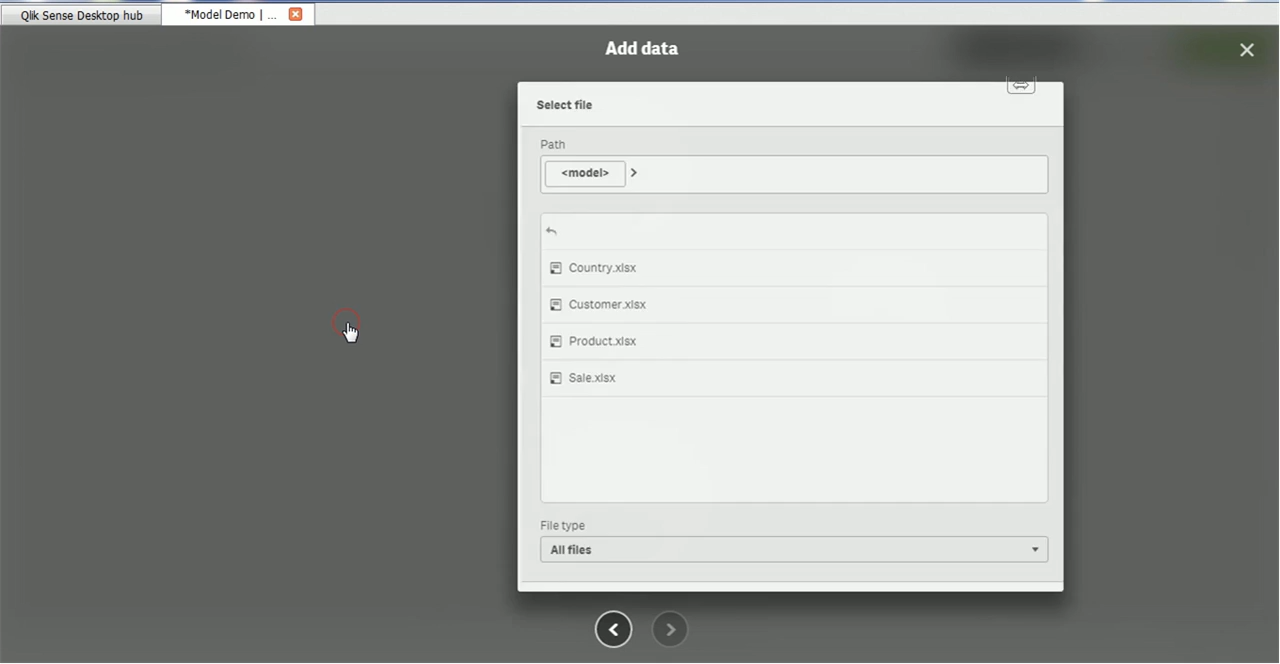 Qlik Sense Desktop hub
*Model Demo | ...
Add data
Select file
Path
<model>
Country.xlsx
Customer.xlsx
Product.xlsx
Sale.xlsx
File type
All files